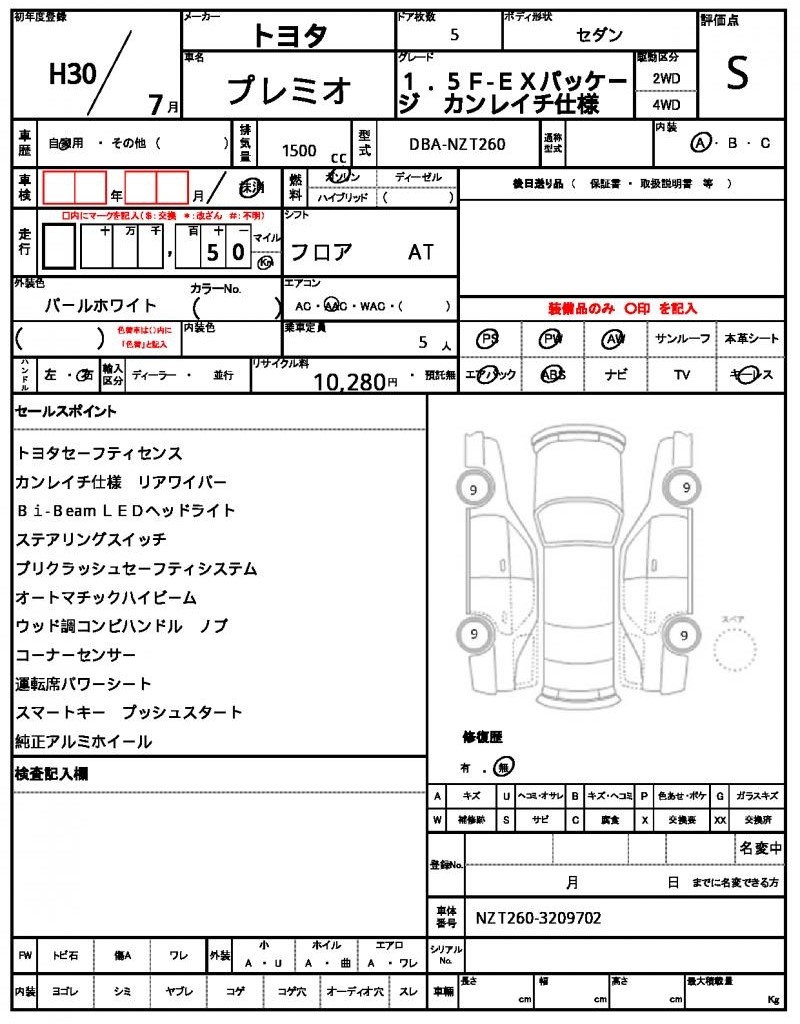 初年度登録
H30 / 7月
メーカー
トヨタ
ドア枚数
5
ボディ形状
セダン
評価点
S
車名
プレミオ
グレード
１．５Ｆ-ＥＸパッケー
ジ　カンレイチ仕様
駆動区分
2WD
4WD
車歴 自家用 ・ その他 ( )
排気量 1500 cc
型式 DBA-NZT260
通称型式
内装
A ・ B ・ C
車検 年 月 / 抹消
燃料 ガソリン ディーゼル
ハイブリッド ( )
後日送り品 ( 保証書 ・ 取扱説明書 等 )
走行
□内にマークを記入($:交換 *:改ざん #:不明)
十 万 千 , 百 十 一 マイル
5 0 Km
シフト
フロア AT
外装色
パールホワイト
カラーNo.
( )
エアコン
AC・AAC・WAC・( )
装備品のみ 〇印 を記入
( ) 色替車は()内に
「色替」と記入
内装色
乗車定員
5 人
PS PW AW サンルーフ 本革シート
ハンドル 左 ・ 右
輸入区分 ディーラー ・ 並行
リサイクル料
10,280円 ・ 預託無
エアバック ABS ナビ TV キーレス
セールスポイント
トヨタセーフティセンス
カンレイチ仕様　リアワイパー
Ｂｉ-ＢｅａｍＬＥＤヘッドライト
ステアリングスイッチ
プリクラッシュセーフティシステム
オートマチックハイビーム
ウッド調コンビハンドル　ノブ
コーナーセンサー
運転席パワーシート
スマートキー　プッシュスタート
純正アルミホイール
9 9
9 9
スペア
修復歴
有 . 無
検査記入欄
A キズ U ヘコミ・オサレ B キズ・ヘコミ P 色あせ・ボケ G ガラスキズ
W 補修跡 S サビ C 腐食 X 交換要 XX 交換済
登録No.
名変中
月 日 までに名変できる方
車体番号 NZT260-3209702
シリアルNo.
FW トビ石 傷A ワレ 外装 小 A ・ U ホイル A ・ 曲 エアロ A ・ ワレ
内装 ヨゴレ シミ ヤブレ コゲ コゲ穴 オーディオ穴 スレ
車輌 長さ cm 幅 cm 高さ cm 最大積載量 Kg